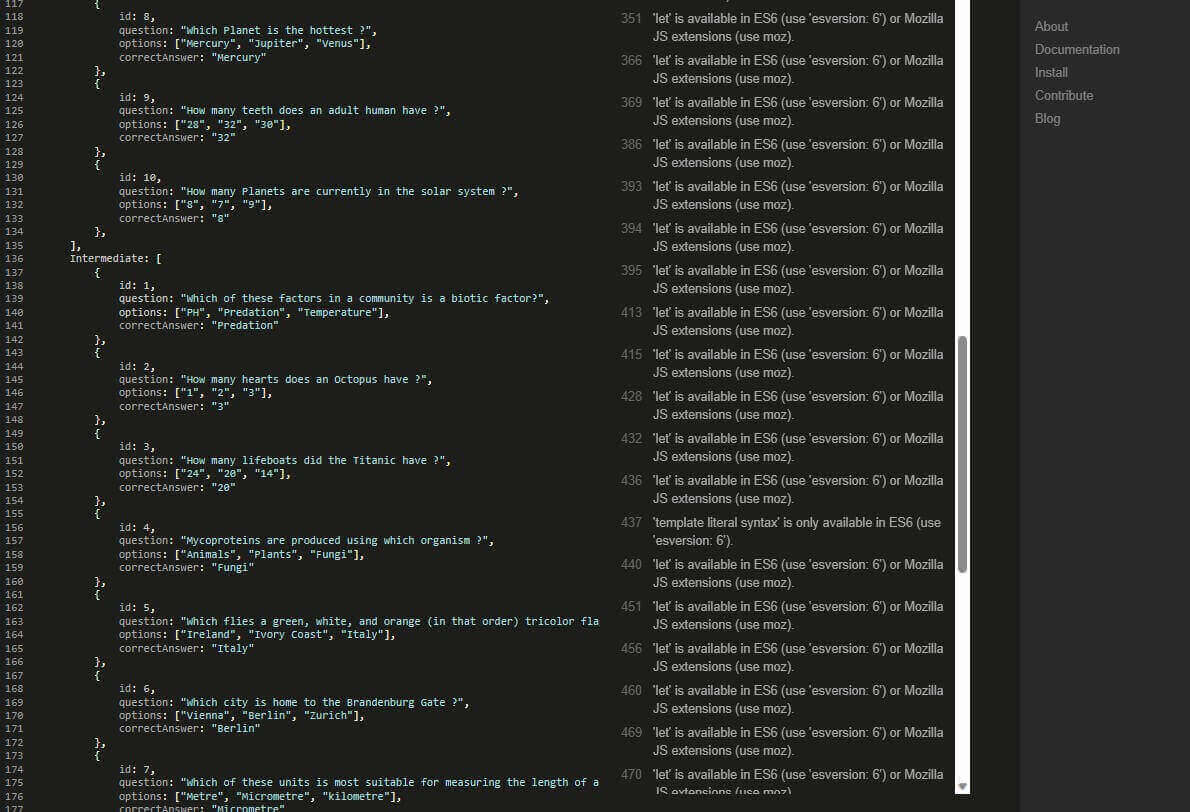 117 {
118 id: 8,
119 question: "Which Planet is the hottest ?",
120 options: ["Mercury", "Jupiter", "Venus"],
121 correctAnswer: "Mercury"
122 },
123 {
124 id: 9,
125 question: "How many teeth does an adult human have ?",
126 options: ["28", "32", "30"],
127 correctAnswer: "32"
128 },
129 {
130 id: 10,
131 question: "How many Planets are currently in the solar system ?",
132 options: ["8", "7", "9"],
133 correctAnswer: "8"
134 },
135 ],
136 Intermediate: [
137 {
138 id: 1,
139 question: "Which of these factors in a community is a biotic factor?",
140 options: ["PH", "Predation", "Temperature"],
141 correctAnswer: "Predation"
142 },
143 {
144 id: 2,
145 question: "How many hearts does an Octopus have ?",
146 options: ["1", "2", "3"],
147 correctAnswer: "3"
148 },
149 {
150 id: 3,
151 question: "How many lifeboats did the Titanic have ?",
152 options: ["24", "20", "14"],
153 correctAnswer: "20"
154 },
155 {
156 id: 4,
157 question: "Mycoproteins are produced using which organism ?",
158 options: ["Animals", "Plants", "Fungi"],
159 correctAnswer: "Fungi"
160 },
161 {
162 id: 5,
163 question: "Which flies a green, white, and orange (in that order) tricolor fla
164 options: ["Ireland", "Ivory Coast", "Italy"],
165 correctAnswer: "Italy"
166 },
167 {
168 id: 6,
169 question: "Which city is home to the Brandenburg Gate ?",
170 options: ["Vienna", "Berlin", "Zurich"],
171 correctAnswer: "Berlin"
172 },
173 {
174 id: 7,
175 question: "Which of these units is most suitable for measuring the length of a
176 options: ["Metre", "Micrometre", "kilometre"],
177 correctAnswer: "Micrometre"
351 'let' is available in ES6 (use 'esversion: 6') or Mozilla
JS extensions (use moz).
366 'let' is available in ES6 (use 'esversion: 6') or Mozilla
JS extensions (use moz).
369 'let' is available in ES6 (use 'esversion: 6') or Mozilla
JS extensions (use moz).
386 'let' is available in ES6 (use 'esversion: 6') or Mozilla
JS extensions (use moz).
393 'let' is available in ES6 (use 'esversion: 6') or Mozilla
JS extensions (use moz).
394 'let' is available in ES6 (use 'esversion: 6') or Mozilla
JS extensions (use moz).
395 'let' is available in ES6 (use 'esversion: 6') or Mozilla
JS extensions (use moz).
413 'let' is available in ES6 (use 'esversion: 6') or Mozilla
JS extensions (use moz).
415 'let' is available in ES6 (use 'esversion: 6') or Mozilla
JS extensions (use moz).
428 'let' is available in ES6 (use 'esversion: 6') or Mozilla
JS extensions (use moz).
432 'let' is available in ES6 (use 'esversion: 6') or Mozilla
JS extensions (use moz).
436 'let' is available in ES6 (use 'esversion: 6') or Mozilla
JS extensions (use moz).
437 'template literal syntax' is only available in ES6 (use
'esversion: 6').
440 'let' is available in ES6 (use 'esversion: 6') or Mozilla
JS extensions (use moz).
451 'let' is available in ES6 (use 'esversion: 6') or Mozilla
JS extensions (use moz).
456 'let' is available in ES6 (use 'esversion: 6') or Mozilla
JS extensions (use moz).
460 'let' is available in ES6 (use 'esversion: 6') or Mozilla
JS extensions (use moz).
469 'let' is available in ES6 (use 'esversion: 6') or Mozilla
JS extensions (use moz).
470 'let' is available in ES6 (use 'esversion: 6') or Mozilla
JS extensions (use moz).
About
Documentation
Install
Contribute
Blog